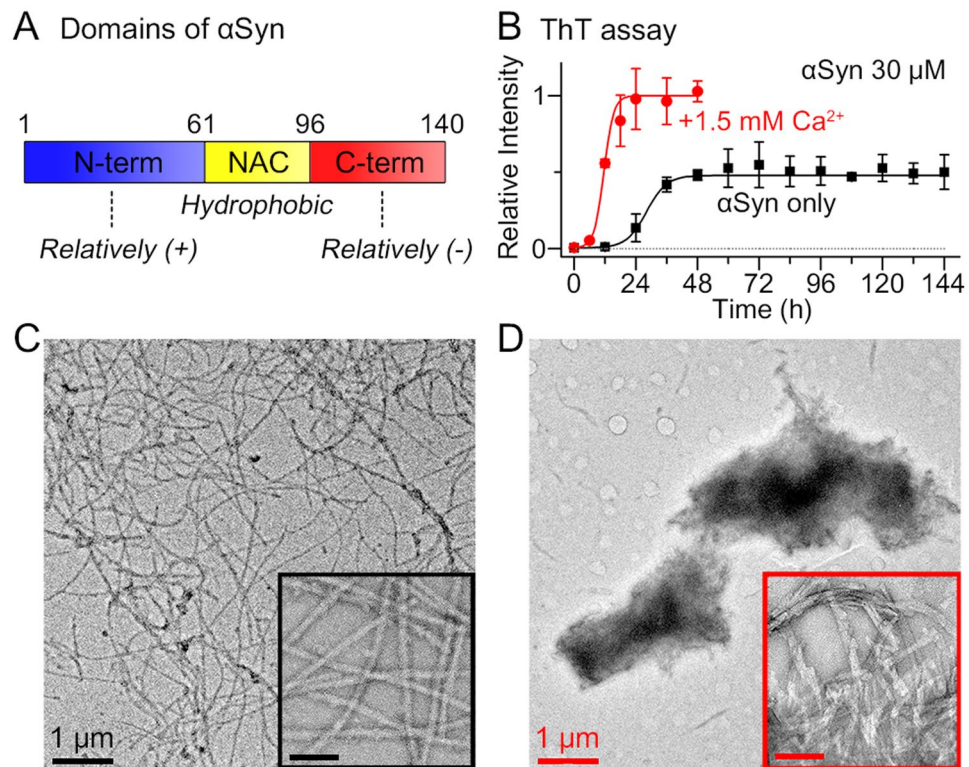 A Domains of αSyn
1 61 96 140
N-term NAC C-term
Hydrophobic
Relatively (+) Relatively (-)
B ThT assay
αSyn 30 μM
+1.5 mM Ca²⁺
αSyn only
Relative Intensity
1
0
0 24 48 72 96 120 144
Time (h)
C
1 μm
D
1 μm